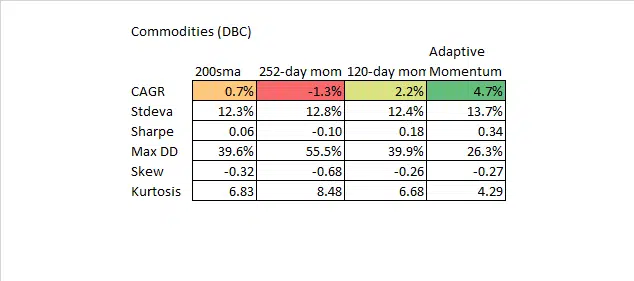 Commodities (DBC)
Adaptive
200sma 252-day mom 120-day mom Momentum
CAGR 0.7% -1.3% 2.2% 4.7%
Stdeva 12.3% 12.8% 12.4% 13.7%
Sharpe 0.06 -0.10 0.18 0.34
Max DD 39.6% 55.5% 39.9% 26.3%
Skew -0.32 -0.68 -0.26 -0.27
Kurtosis 6.83 8.48 6.68 4.29